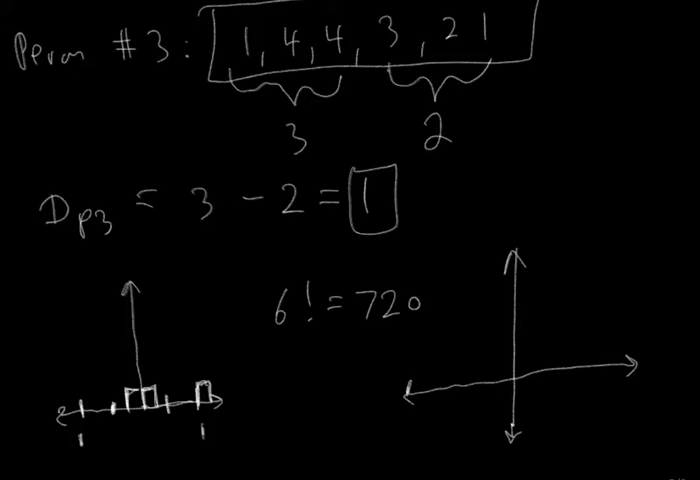 Perm #3: 1, 4, 4, 3, 2 1
3 2
Dp3 = 3 - 2 = 1
6! = 720
1 1